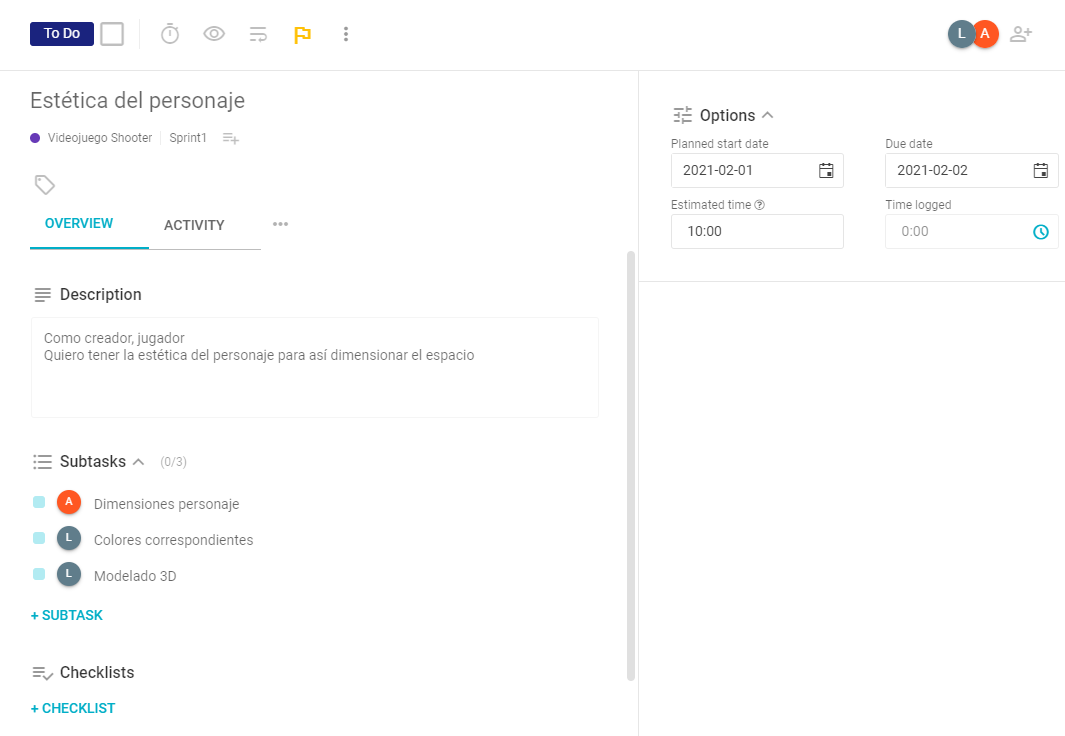 To Do
L
A
Estética del personaje
Videojuego Shooter
Sprint1
OVERVIEW
ACTIVITY
Description
Como creador, jugador
Quiero tener la estética del personaje para así dimensionar el espacio
Subtasks (0/3)
A Dimensiones personaje
L Colores correspondientes
L Modelado 3D
+ SUBTASK
Checklists
+ CHECKLIST
Options
Planned start date
2021-02-01
Due date
2021-02-02
Estimated time ?
10:00
Time logged
0:00